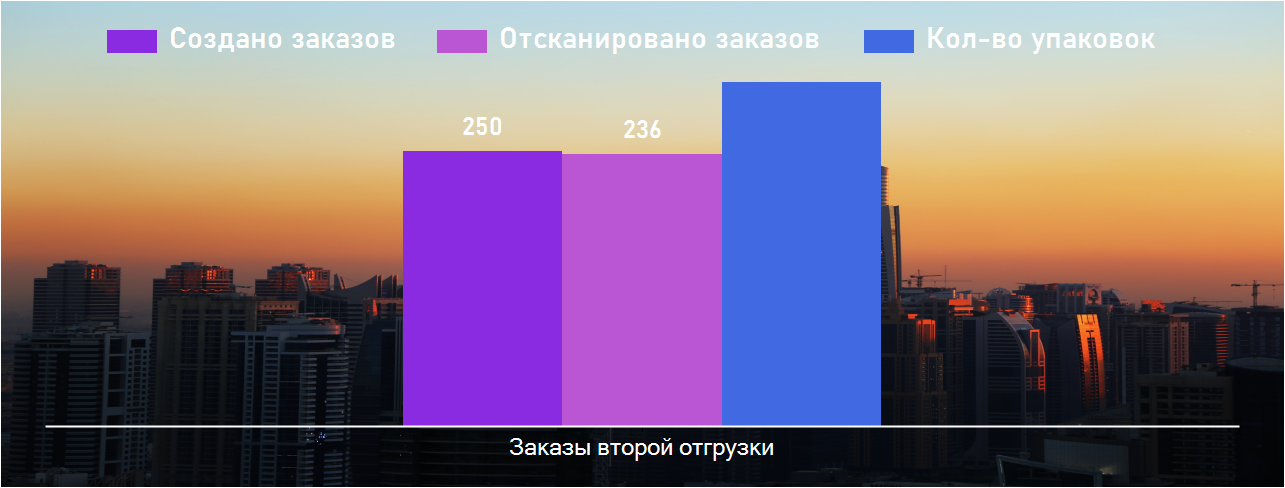 Создано заказов Отсканировано заказов Кол-во упаковок
250
236
Заказы второй отгрузки